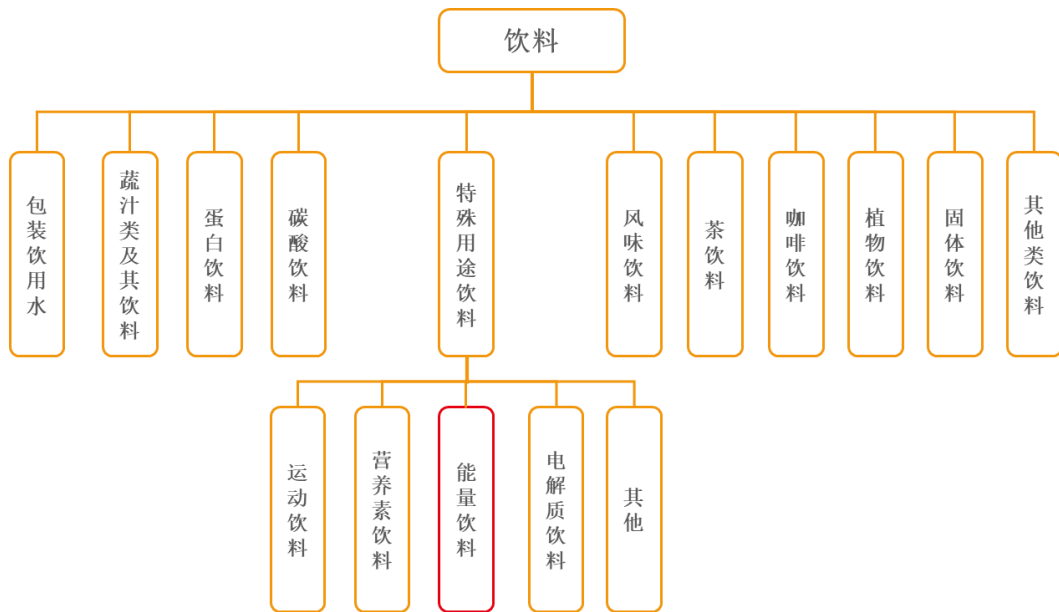 饮料
包装饮用水
蔬汁类及其饮料
蛋白饮料
碳酸饮料
特殊用途饮料
风味饮料
茶饮料
咖啡饮料
植物饮料
固体饮料
其他类饮料
运动饮料
营养素饮料
能量饮料
电解质饮料
其他